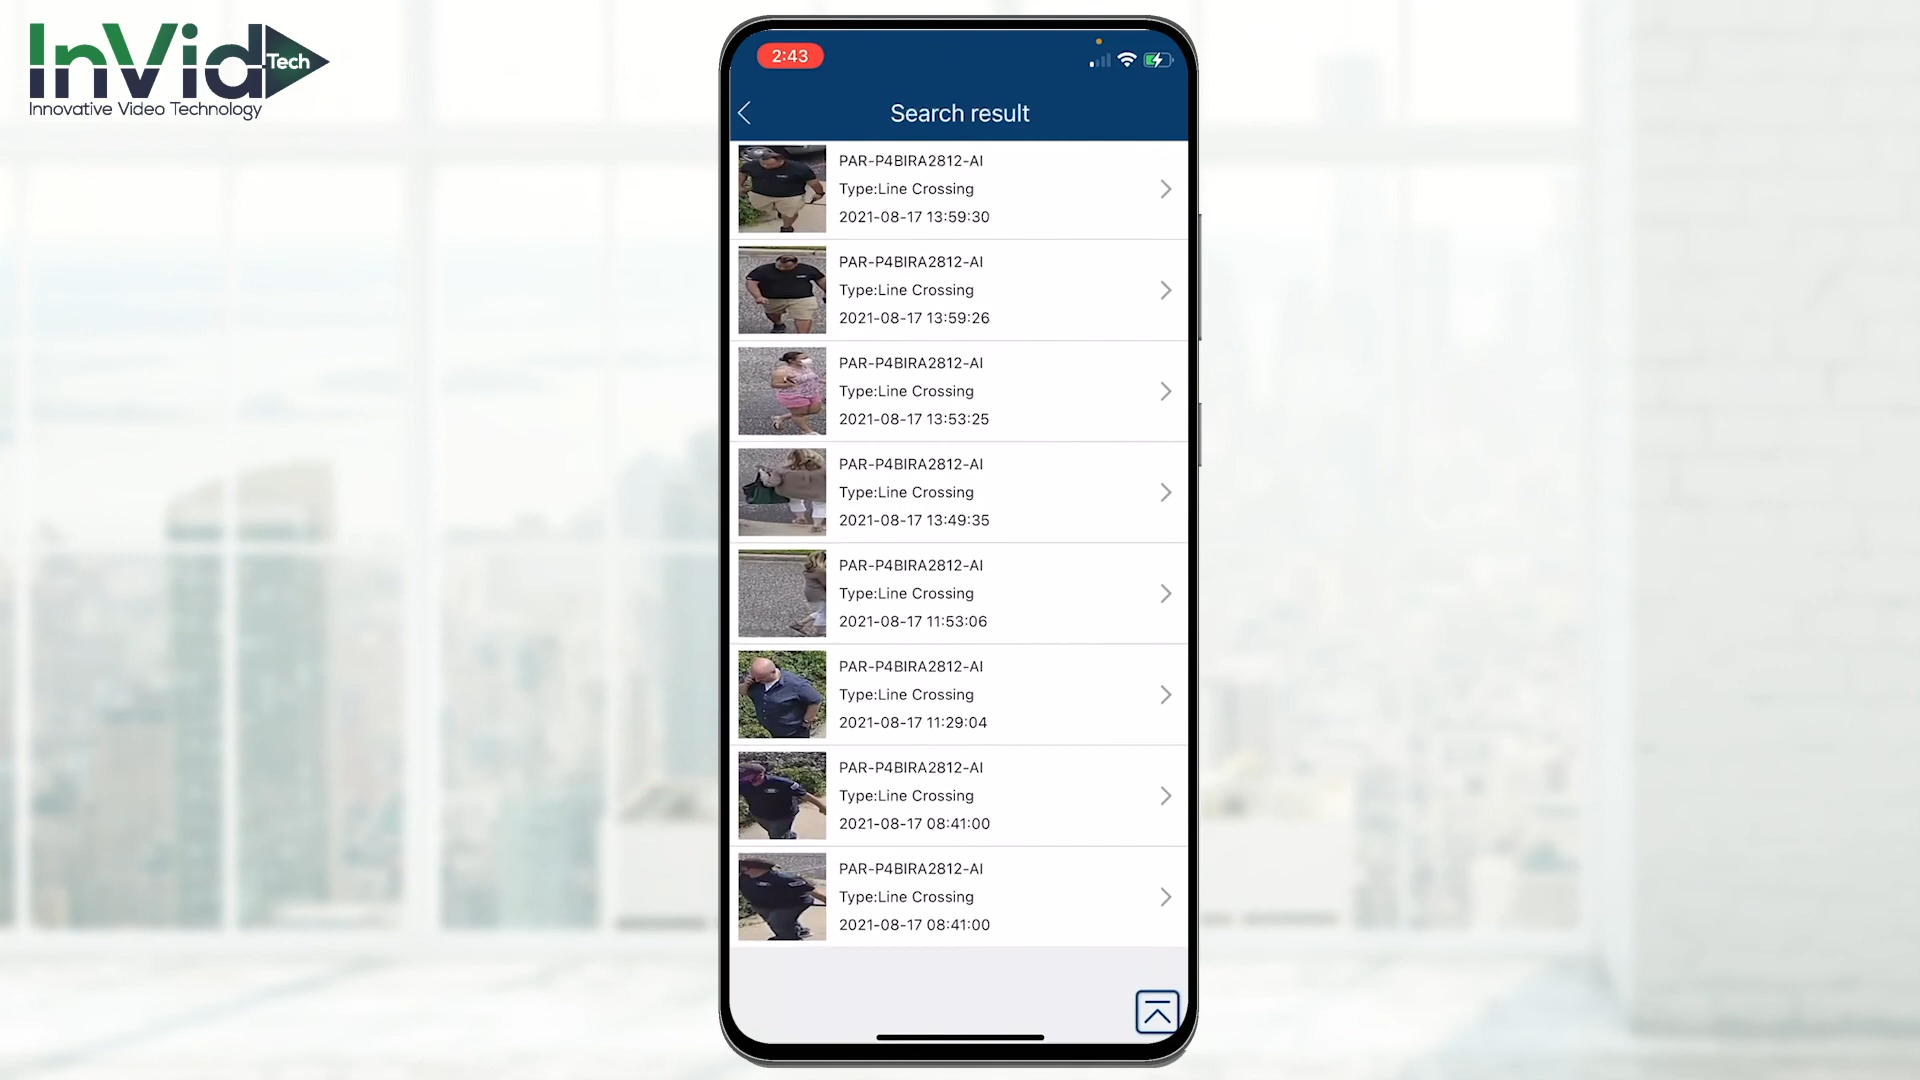 InVid Tech
Innovative Video Technology
2:43
Search result
PAR-P4BIRA2812-AI
Type:Line Crossing
2021-08-17 13:59:30
PAR-P4BIRA2812-AI
Type:Line Crossing
2021-08-17 13:59:26
PAR-P4BIRA2812-AI
Type:Line Crossing
2021-08-17 13:53:25
PAR-P4BIRA2812-AI
Type:Line Crossing
2021-08-17 13:49:35
PAR-P4BIRA2812-AI
Type:Line Crossing
2021-08-17 11:53:06
PAR-P4BIRA2812-AI
Type:Line Crossing
2021-08-17 11:29:04
PAR-P4BIRA2812-AI
Type:Line Crossing
2021-08-17 08:41:00
PAR-P4BIRA2812-AI
Type:Line Crossing
2021-08-17 08:41:00